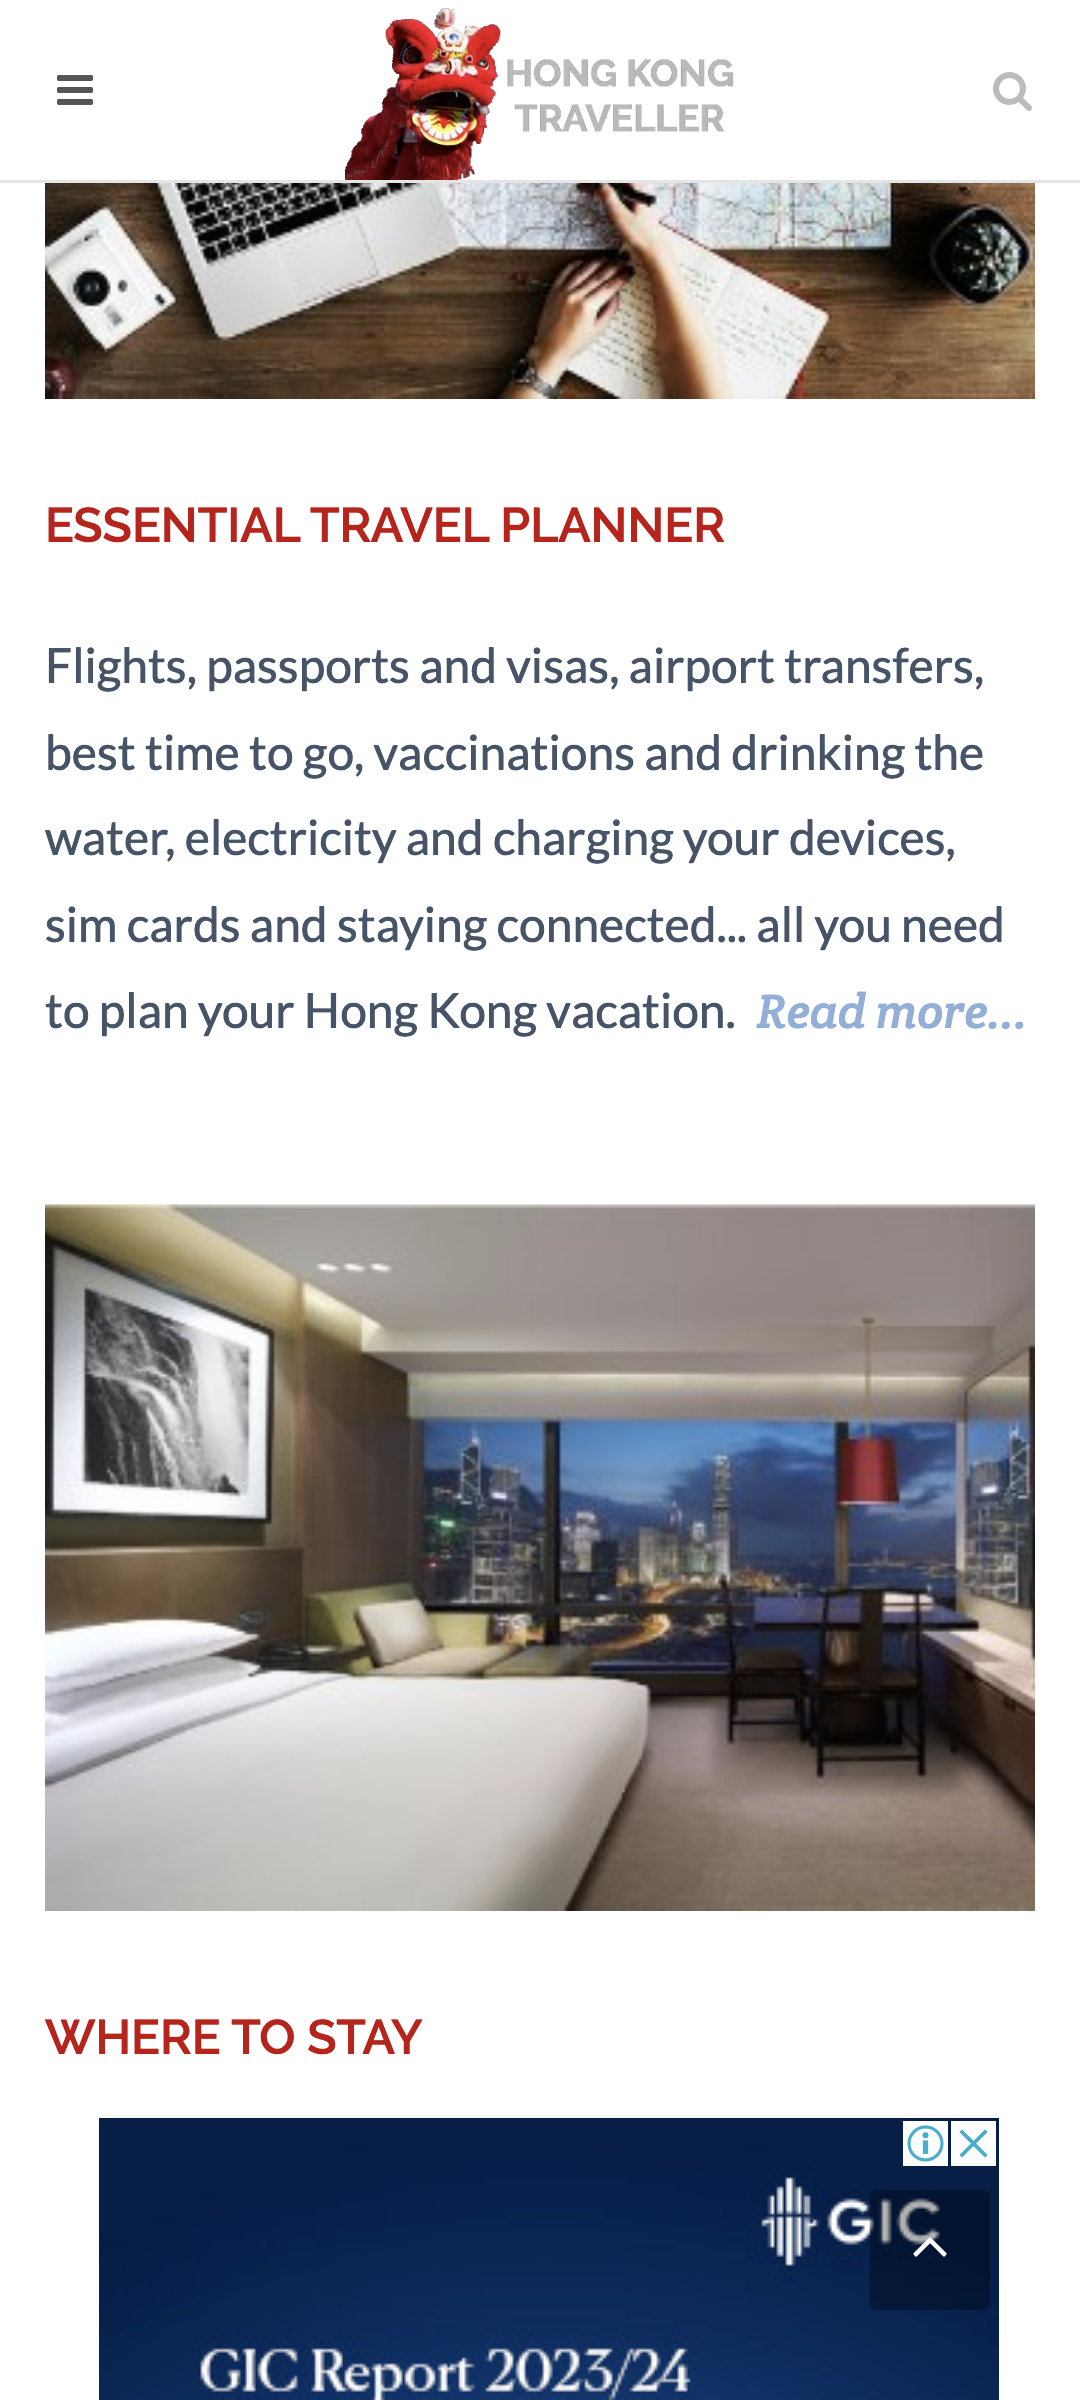 HONG KONG
TRAVELLER
ESSENTIAL TRAVEL PLANNER
Flights, passports and visas, airport transfers,
best time to go, vaccinations and drinking the
water, electricity and charging your devices,
sim cards and staying connected... all you need
to plan your Hong Kong vacation. Read more...
WHERE TO STAY
GIC
GIC Report 2023/24